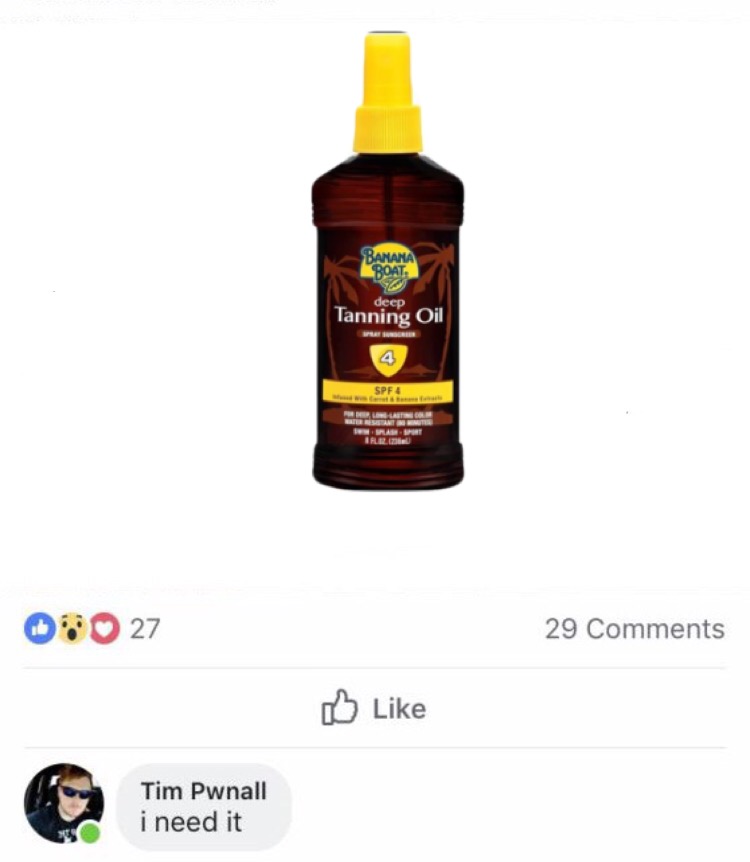 BANANA
BOAT
deep
Tanning Oil
SPRAY SUNSCREEN
4
SPF 4
Infused With Carrot & Banana Extracts
FOR DEEP, LONG-LASTING COLOR
WATER RESISTANT (80 MINUTES)
SWIM - SPLASH - SPORT
8 FL.OZ. (236mL)
27
29 Comments
Like
Tim Pwnall
i need it